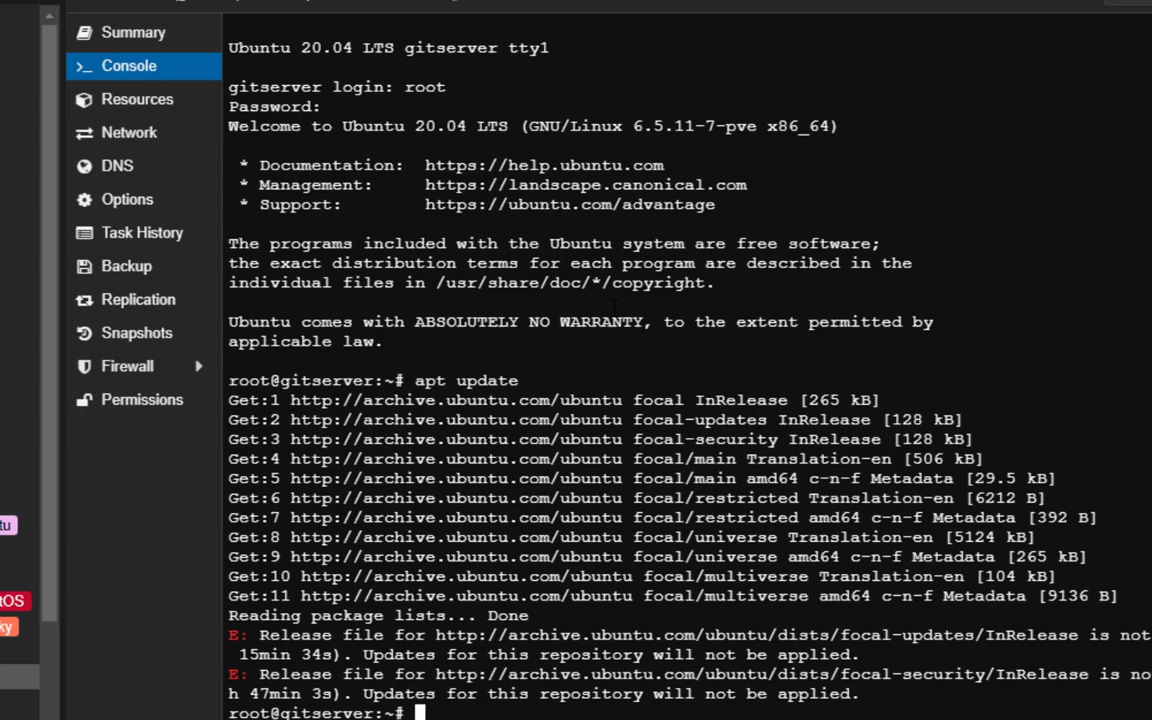 Summary
Console
Resources
Network
DNS
Options
Task History
Backup
Replication
Snapshots
Firewall
Permissions
tu
tOS
ky
Ubuntu 20.04 LTS gitserver tty1
gitserver login: root
Password:
Welcome to Ubuntu 20.04 LTS (GNU/Linux 6.5.11-7-pve x86_64)
* Documentation: https://help.ubuntu.com
* Management: https://landscape.canonical.com
* Support: https://ubuntu.com/advantage
The programs included with the Ubuntu system are free software;
the exact distribution terms for each program are described in the
individual files in /usr/share/doc/*/copyright.
Ubuntu comes with ABSOLUTELY NO WARRANTY, to the extent permitted by
applicable law.
root@gitserver:~# apt update
Get:1 http://archive.ubuntu.com/ubuntu focal InRelease [265 kB]
Get:2 http://archive.ubuntu.com/ubuntu focal-updates InRelease [128 kB]
Get:3 http://archive.ubuntu.com/ubuntu focal-security InRelease [128 kB]
Get:4 http://archive.ubuntu.com/ubuntu focal/main Translation-en [506 kB]
Get:5 http://archive.ubuntu.com/ubuntu focal/main amd64 c-n-f Metadata [29.5 kB]
Get:6 http://archive.ubuntu.com/ubuntu focal/restricted Translation-en [6212 B]
Get:7 http://archive.ubuntu.com/ubuntu focal/restricted amd64 c-n-f Metadata [392 B]
Get:8 http://archive.ubuntu.com/ubuntu focal/universe Translation-en [5124 kB]
Get:9 http://archive.ubuntu.com/ubuntu focal/universe amd64 c-n-f Metadata [265 kB]
Get:10 http://archive.ubuntu.com/ubuntu focal/multiverse Translation-en [104 kB]
Get:11 http://archive.ubuntu.com/ubuntu focal/multiverse amd64 c-n-f Metadata [9136 B]
Reading package lists... Done
E: Release file for http://archive.ubuntu.com/ubuntu/dists/focal-updates/InRelease is not
15min 34s). Updates for this repository will not be applied.
E: Release file for http://archive.ubuntu.com/ubuntu/dists/focal-security/InRelease is no
h 47min 3s). Updates for this repository will not be applied.
root@gitserver:~#